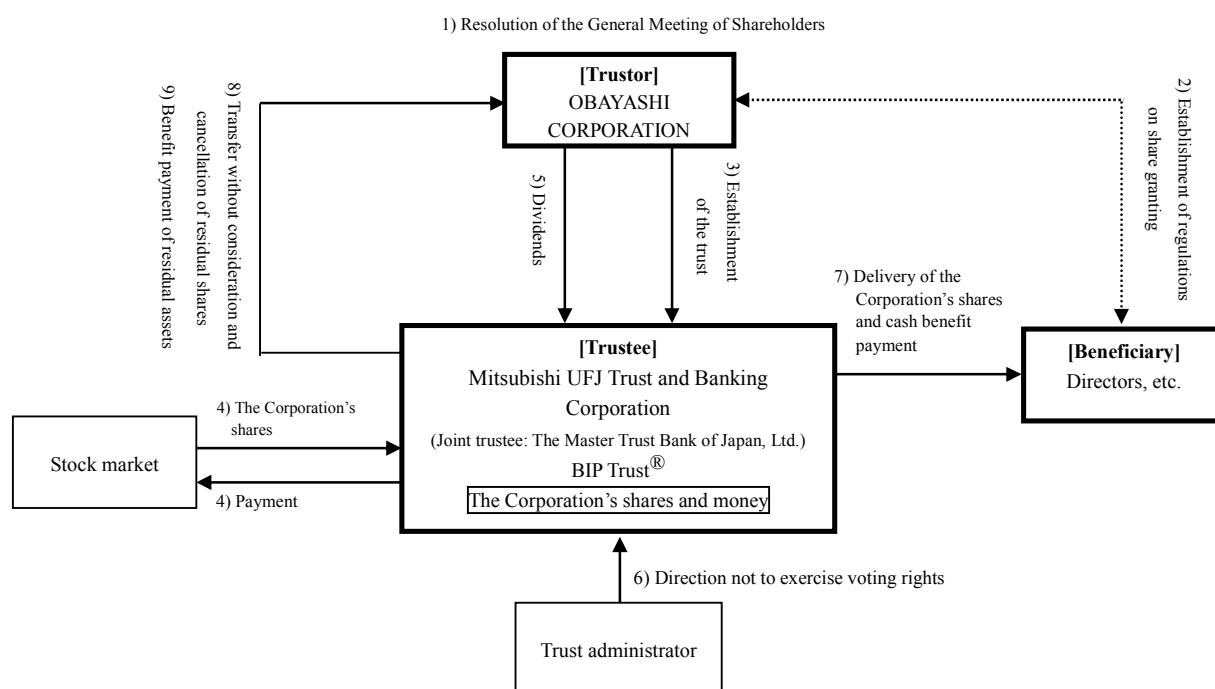 1) Resolution of the General Meeting of Shareholders
[Trustor]
OBAYASHI
CORPORATION
9) Benefit payment of residual assets
8) Transfer without consideration and
cancellation of residual shares
5) Dividends
3) Establishment
of the trust
2) Establishment of regulations
on share granting
7) Delivery of the
Corporation’s shares
and cash benefit
payment
[Trustee]
Mitsubishi UFJ Trust and Banking
Corporation
(Joint trustee: The Master Trust Bank of Japan, Ltd.)
BIP Trust®
The Corporation’s shares and money
[Beneficiary]
Directors, etc.
Stock market
4) The Corporation’s
shares
4) Payment
6) Direction not to exercise voting rights
Trust administrator